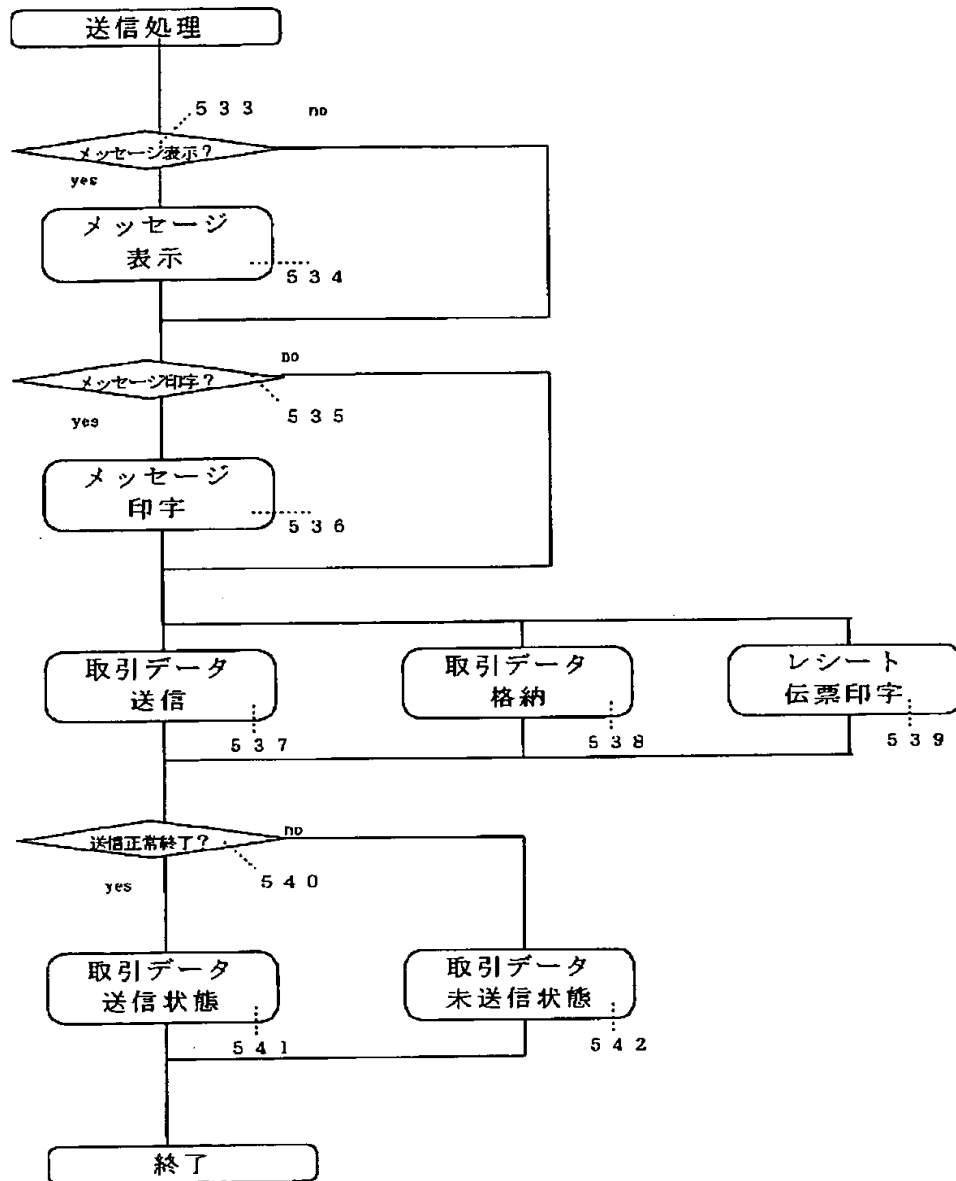 送信処理
533
no
メッセージ表示?
yes
メッセージ
表示
534
no
メッセージ印字?
535
yes
メッセージ
印字
536
取引データ
送信
537
取引データ
格納
538
レシート
伝票印字
539
送信正常終了?
no
540
yes
取引データ
送信状態
541
取引データ
未送信状態
542
終了